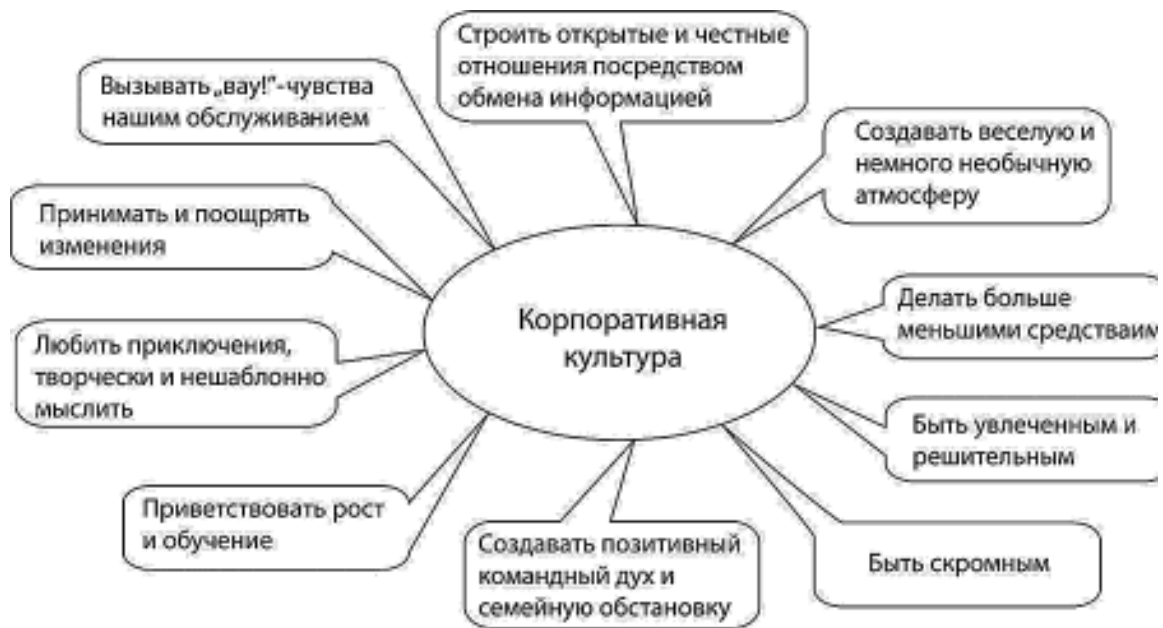 Строить открытые и честные
отношения посредством
обмена информацией
Вызывать „вау!”-чувства
нашим обслуживанием
Создавать веселую и
немного необычную
атмосферу
Принимать и поощрять
изменения
Корпоративная
культура
Делать больше
меньшими средстваим
Любить приключения,
творчески и нешаблонно
мыслить
Быть увлеченным и
решительным
Приветствовать рост
и обучение
Создавать позитивный
командный дух и
семейную обстановку
Быть скромным